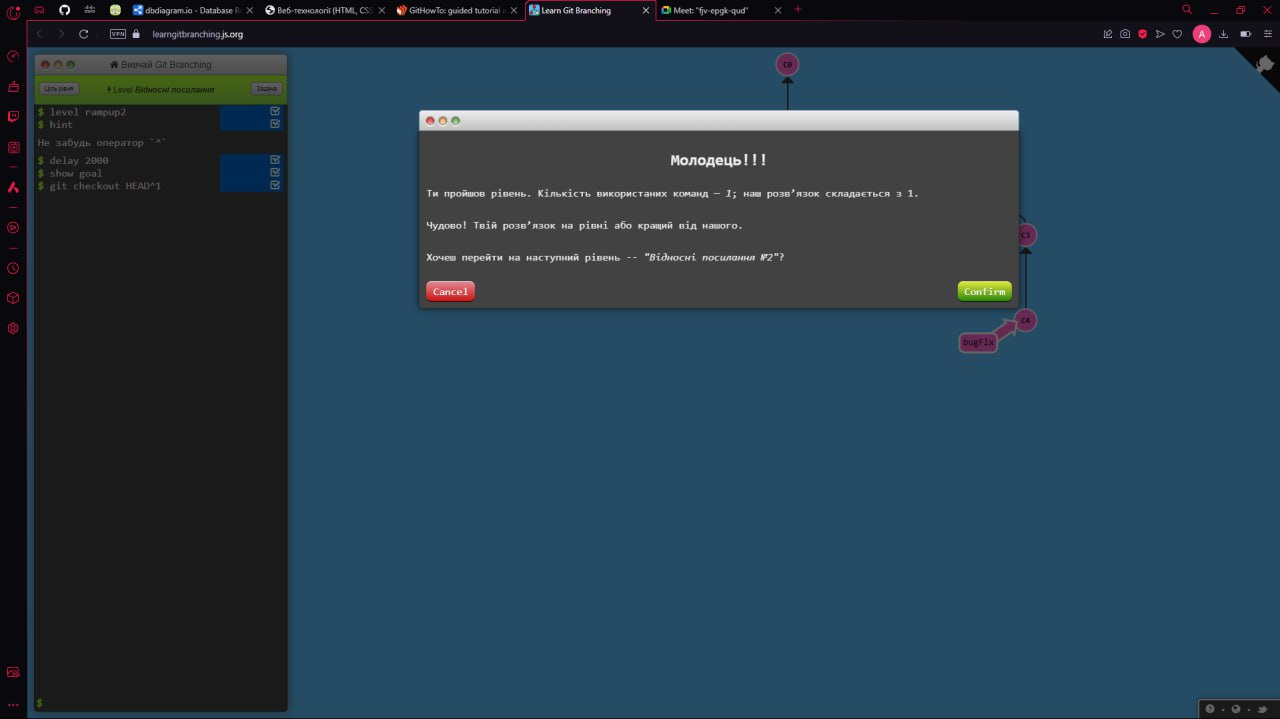 dbdiagram.io - Database R
Веб-технології (HTML, CSS
GitHowTo: guided tutorial
Learn Git Branching
Meet: "fjv-epgk-qud"
VPN
learngitbranching.js.org
A
Вивчай Git Branching
Ціль рівня
Level Відносні посилання
Задача
$ level rampup2
$ hint
Не забудь оператор `^`
$ delay 2000
$ show goal
$ git checkout HEAD^1
$
C0
Молодець!!!
Ти пройшов рівень. Кількість використаних команд — 1; наш розв’язок складається з 1.
Чудово! Твій розв’язок на рівні або кращий від нашого.
Хочеш перейти на наступний рівень -- "Відносні посилання №2"?
Cancel
Confirm
C3
C4
bugFix